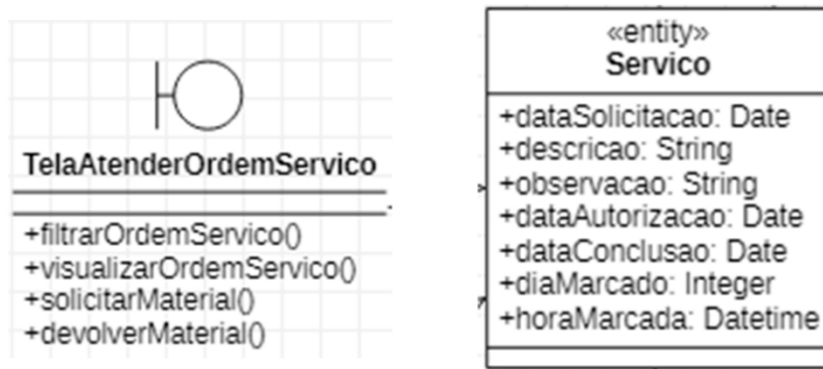 TelaAtenderOrdemServico
+filtrarOrdemServico()
+visualizarOrdemServico()
+solicitarMaterial()
+devolverMaterial()
«entity»
Servico
+dataSolicitacao: Date
+descricao: String
+observacao: String
+dataAutorizacao: Date
+dataConclusao: Date
+diaMarcado: Integer
+horaMarcada: Datetime